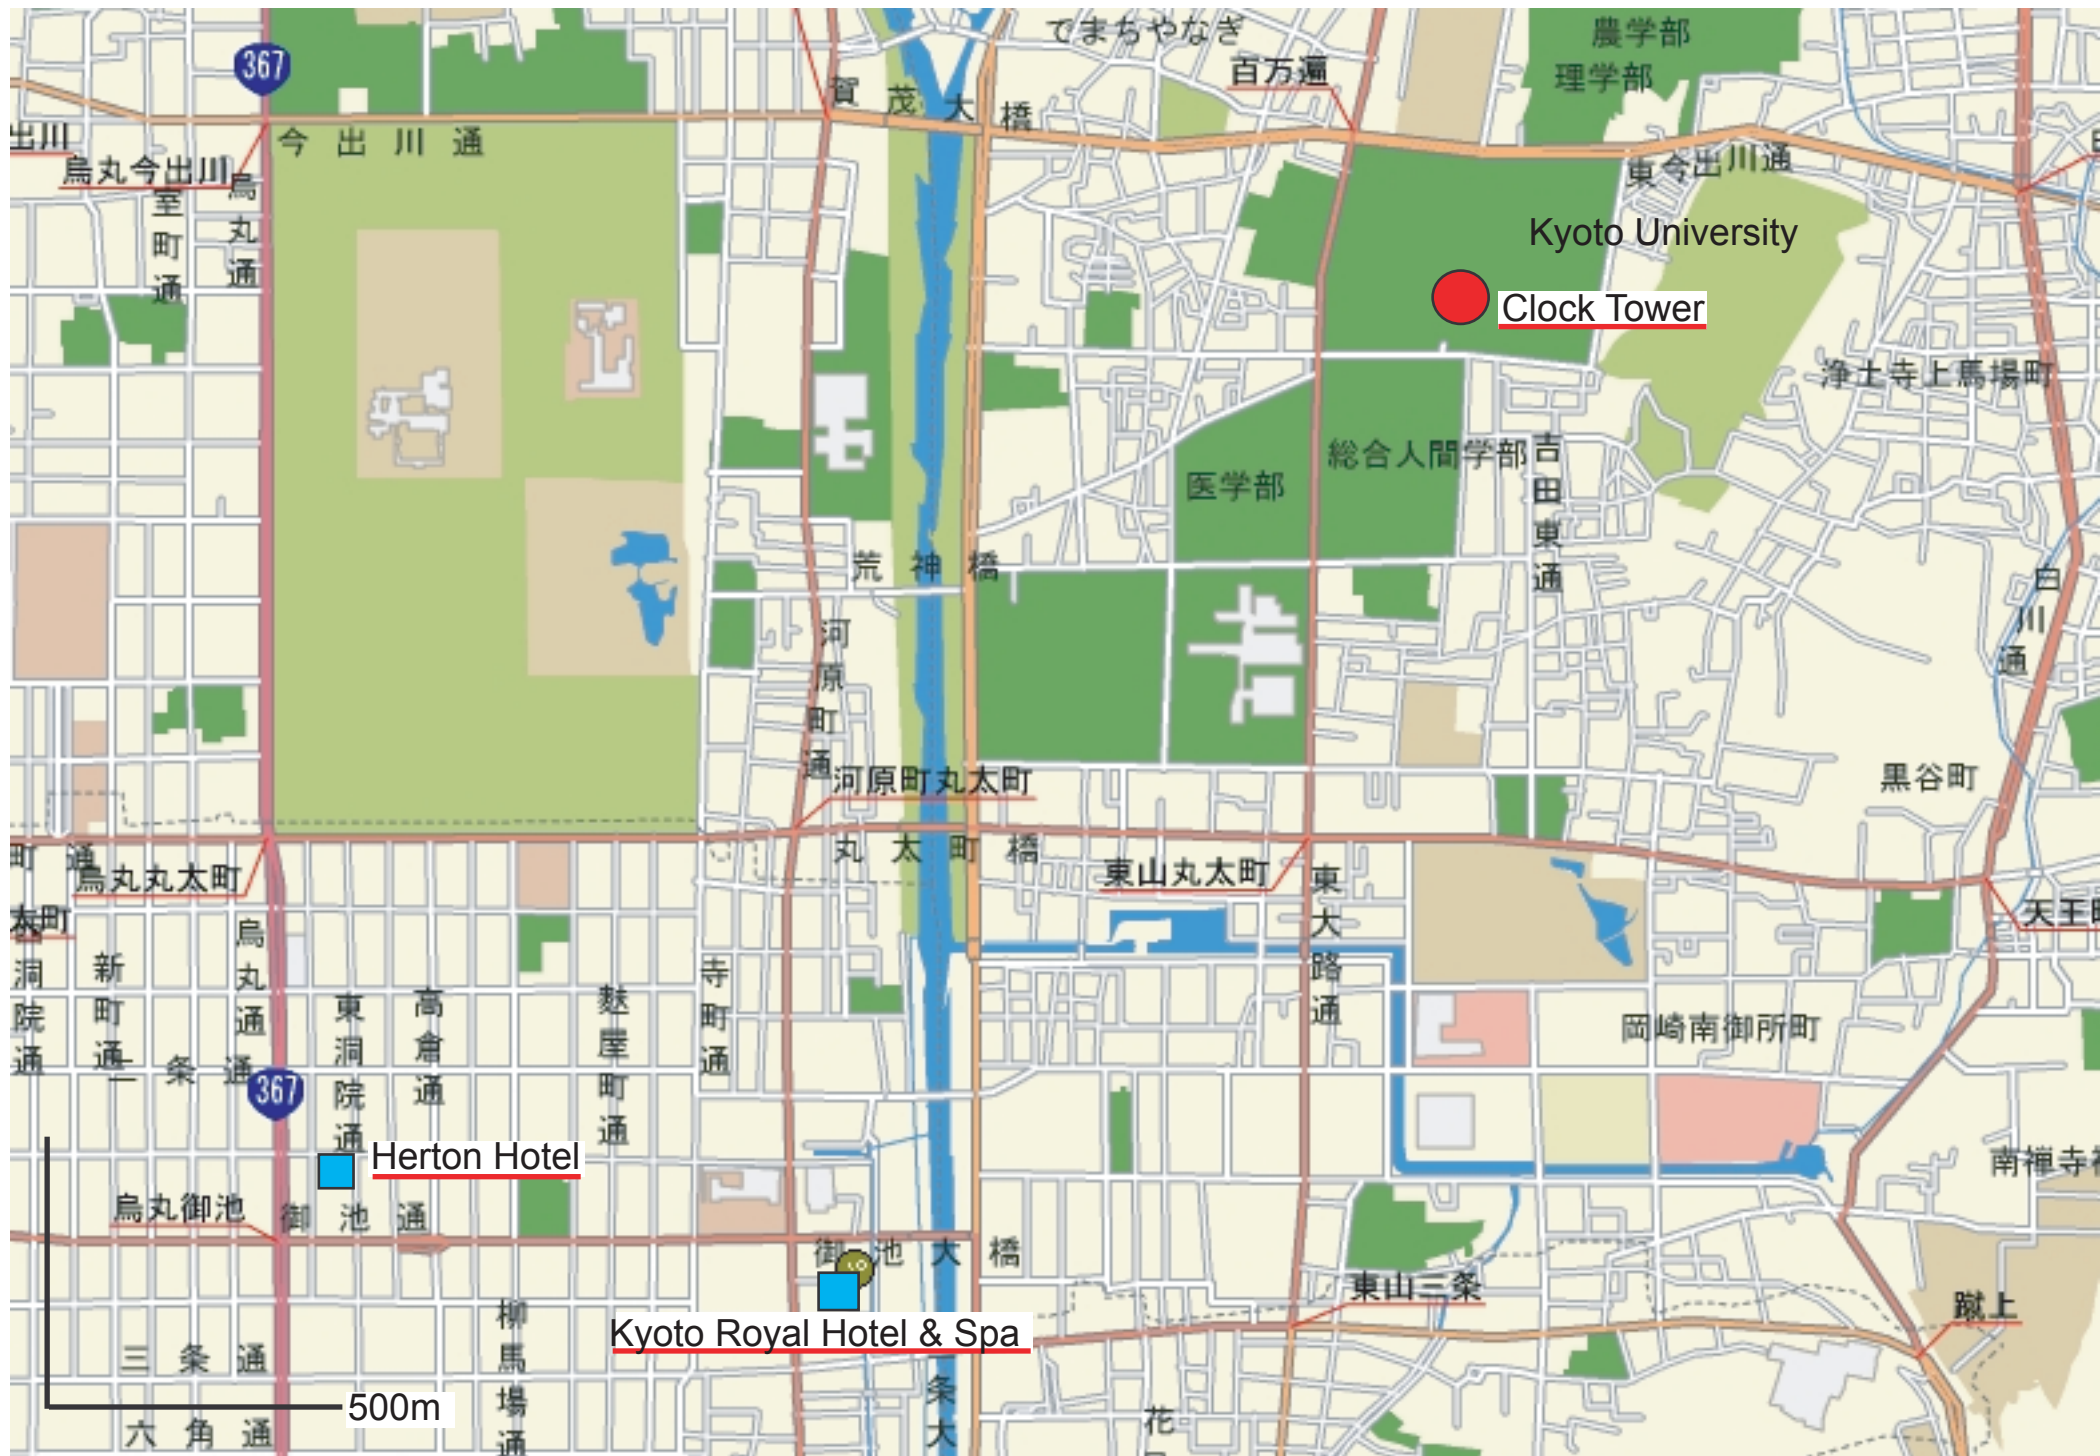 367
でまちやなぎ
農学部
理学部
百万遍
賀茂大橋
今出川通
出川
烏丸今出川
室町通
烏丸通
東今出川通
Kyoto University
Clock Tower
浄土寺上馬場町
総合人間学部
医学部
吉田東通
荒神橋
白川通
河原町通
河原町丸太町
黒谷町
丸太町橋
町通
烏丸丸太町
東山丸太町
東大路通
太町
天王町
洞院通
新町通
烏丸通
東洞院通
高倉通
麩屋町通
寺町通
岡崎南御所町
二条通
367
Herton Hotel
南禅寺
烏丸御池
御池通
御池大橋
東山三条
蹴上
Kyoto Royal Hotel & Spa
柳馬場通
三条通
条大
500m
六角通
花